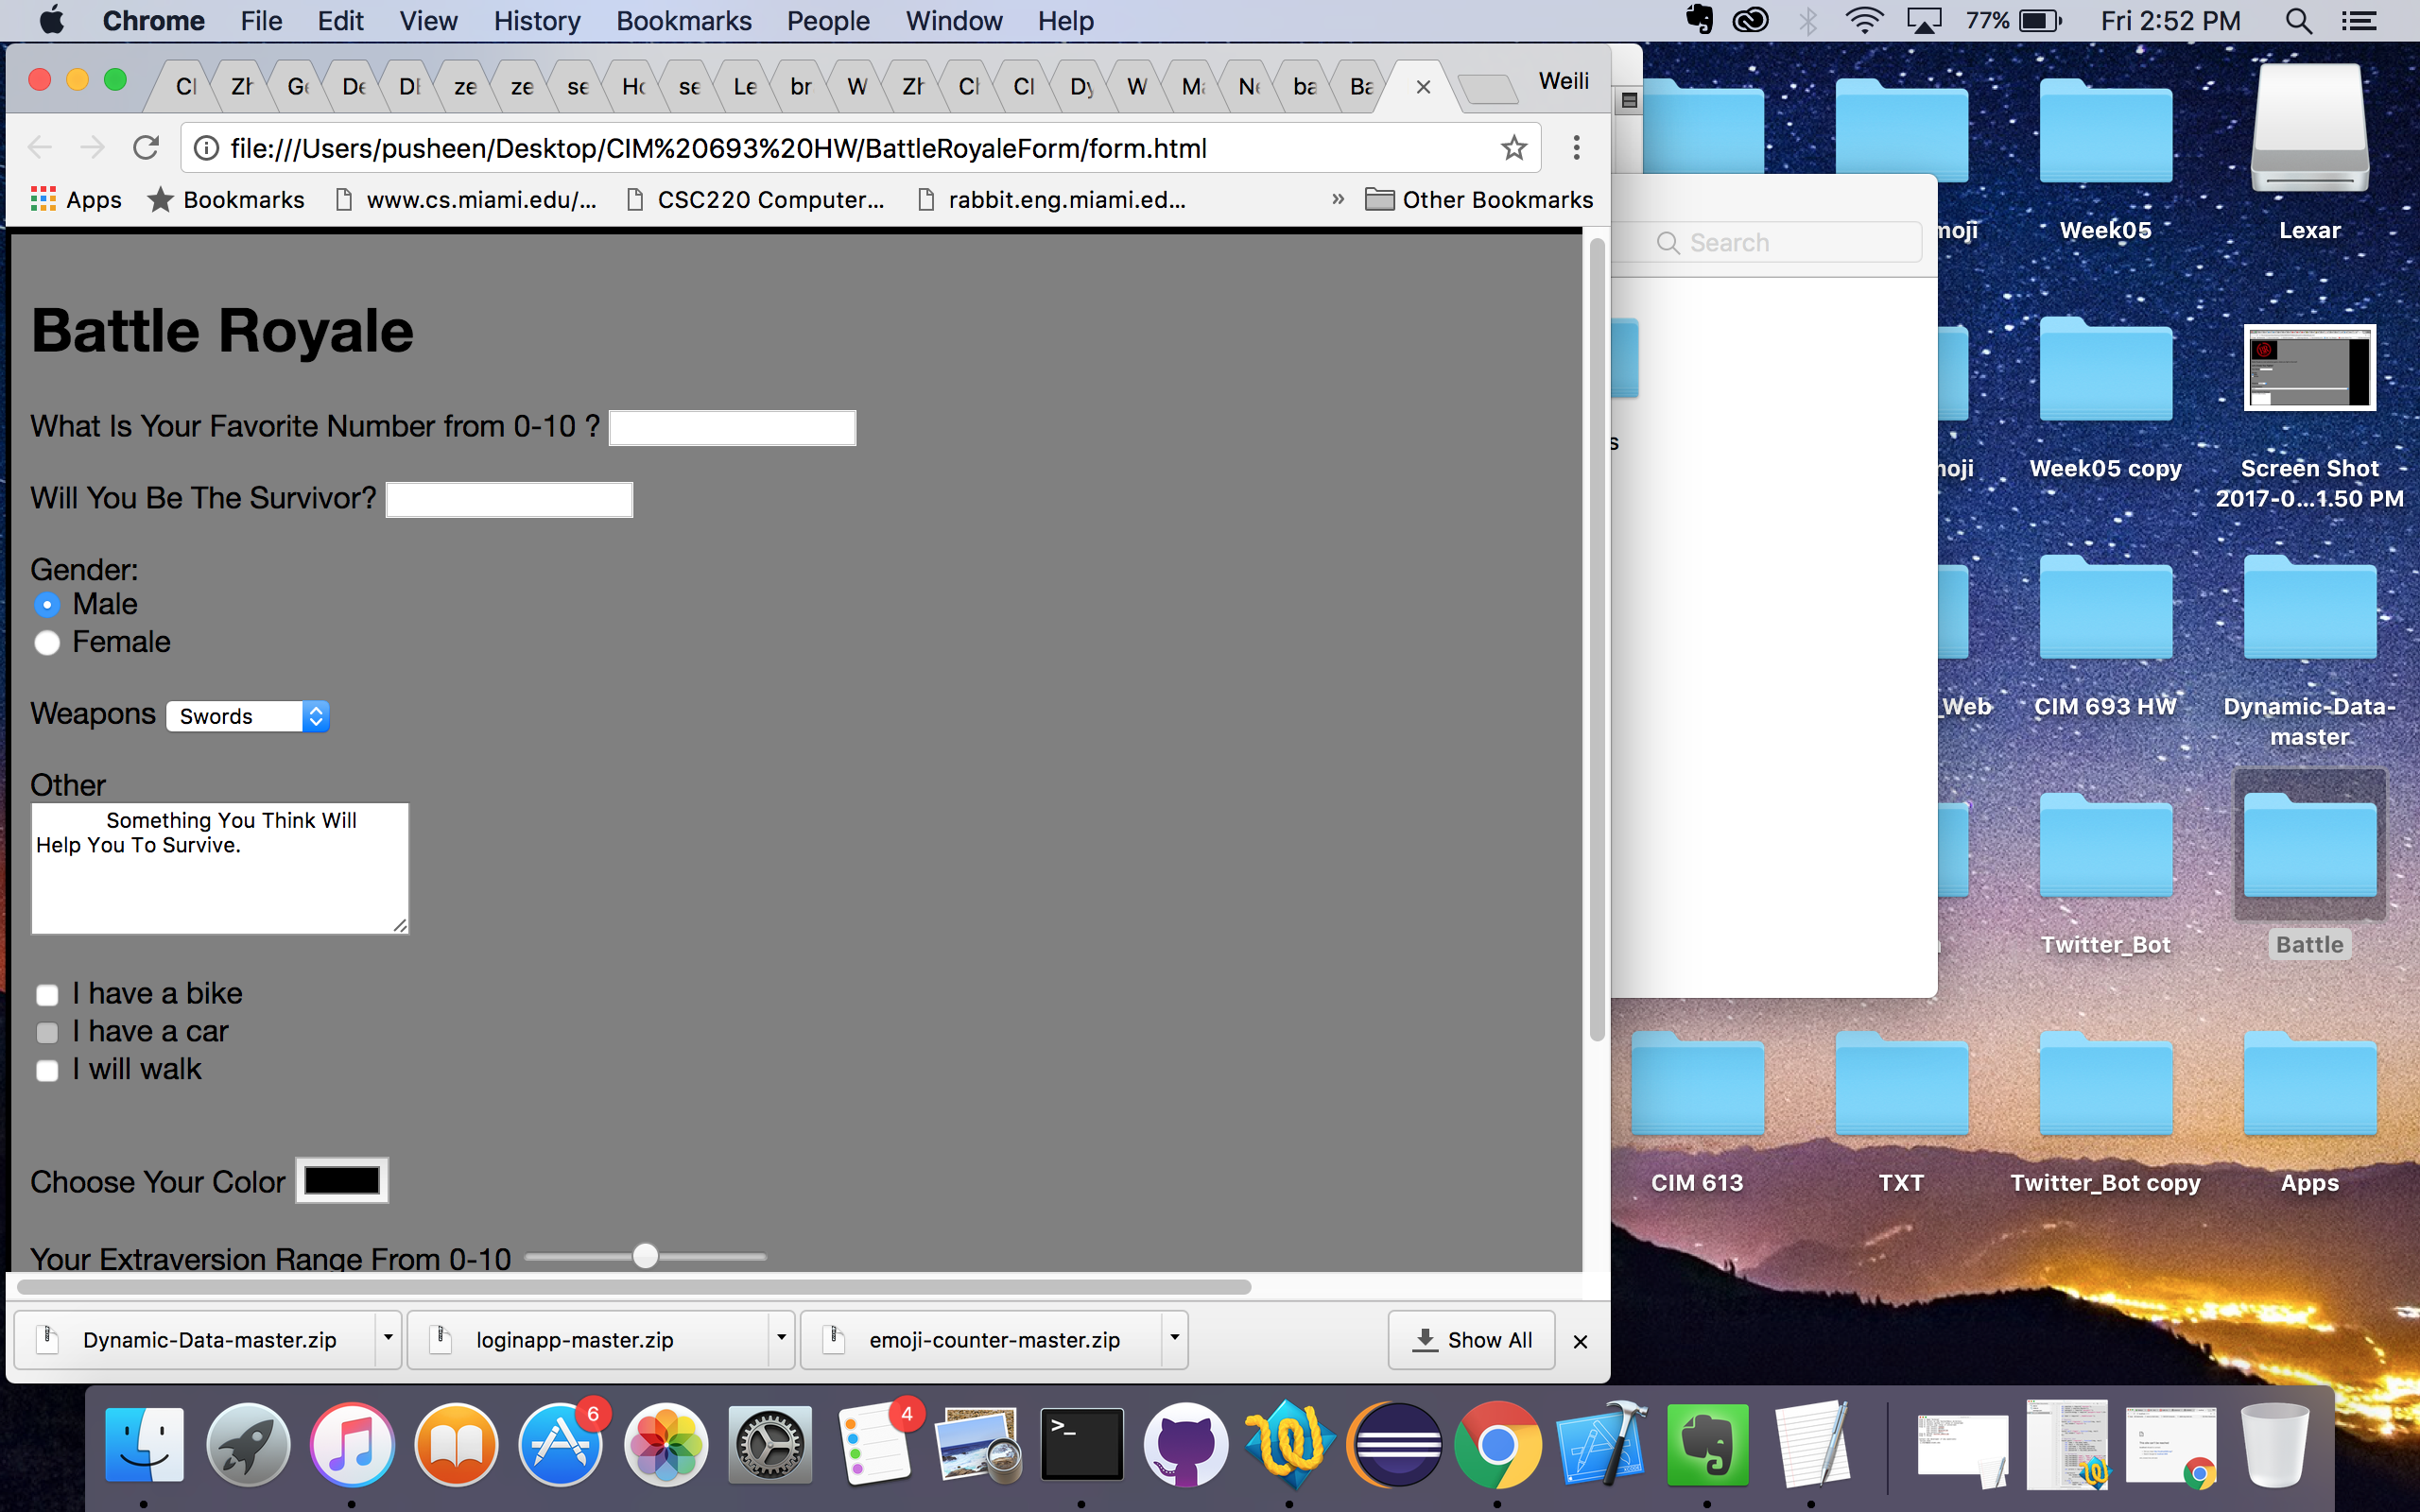 Chrome File Edit View History Bookmarks People Window Help 77% Fri 2:52 PM
Cl Zh Ge De DE ze ze se Ho se Le br W Zh Ch Cl Dy W Ma Ne ba Ba Weili
file:///Users/pusheen/Desktop/CIM%20693%20HW/BattleRoyaleForm/form.html
Apps Bookmarks www.cs.miami.edu/... CSC220 Computer... rabbit.eng.miami.ed... » Other Bookmarks
Battle Royale
What Is Your Favorite Number from 0-10 ?
Will You Be The Survivor?
Gender:
Male
Female
Weapons Swords
Other
Something You Think Will
Help You To Survive.
I have a bike
I have a car
I will walk
Choose Your Color
Your Extraversion Range From 0-10
Dynamic-Data-master.zip loginapp-master.zip emoji-counter-master.zip Show All
Search
s
moji Week05 Lexar
noji Week05 copy Screen Shot
2017-0...1.50 PM
_Web CIM 693 HW Dynamic-Data-
master
Twitter_Bot Battle
CIM 613 TXT Twitter_Bot copy Apps
6 4
>_